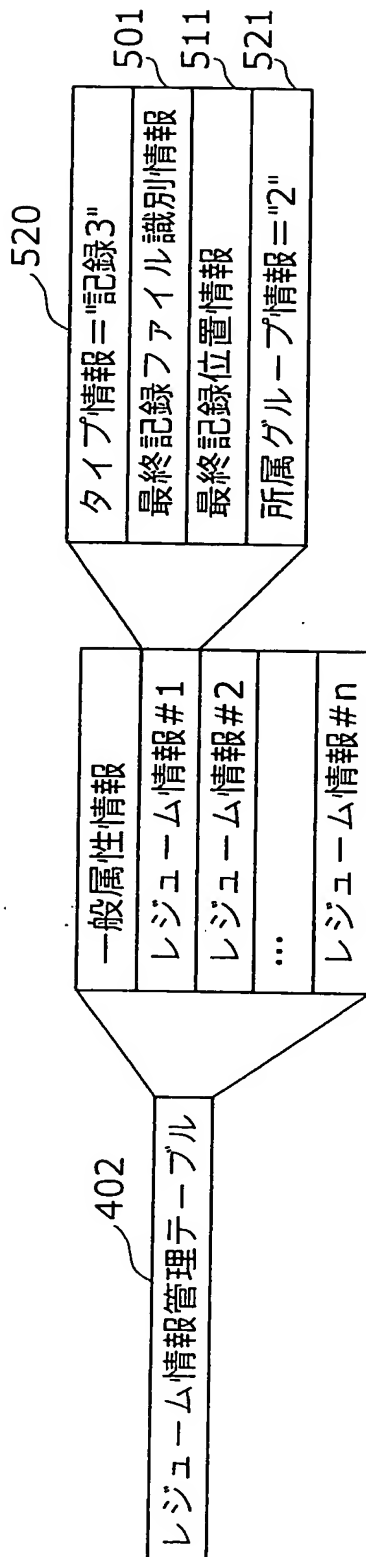 402
レジューム情報管理テーブル
一般属性情報
レジューム情報#1
レジューム情報#2
...
レジューム情報#n
520
タイプ情報="記録3"
最終記録ファイル識別情報
501
最終記録位置情報
511
所属グループ情報="2"
521